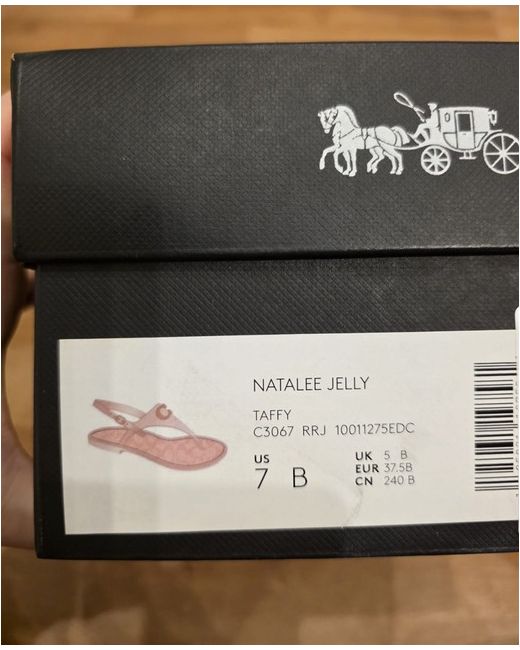 NATALEE JELLY
TAFFY
C3067 RRJ 10011275EDC
US
7 B
UK 5 B
EUR 37.5B
CN 240 B